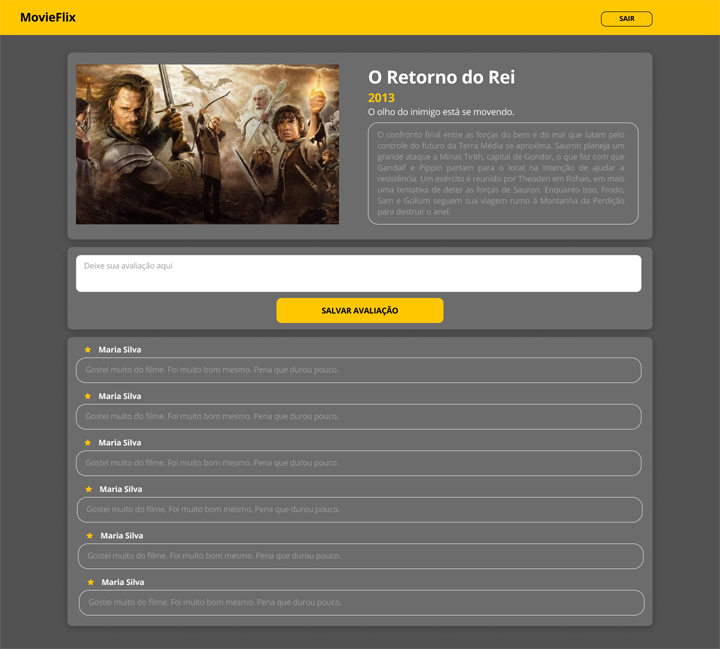 MovieFlix
SAIR
O Retorno do Rei
2013
O olho do inimigo está se movendo.
O confronto final entre as forças do bem e do mal que lutam pelo
controle do futuro da Terra Média se aproxima. Sauron planeja um
grande ataque a Minas Tirith, capital de Gondor, o que faz com que
Gandalf e Pippin partam para o local na intenção de ajudar a
resistência. Um exército é reunido por Theoden em Rohan, em mais
uma tentativa de deter as forças de Sauron. Enquanto isso, Frodo,
Sam e Gollum seguem sua viagem rumo à Montanha da Perdição
para destruir o anel.
Deixe sua avaliação aqui
SALVAR AVALIAÇÃO
Maria Silva
Gostei muito do filme. Foi muito bom mesmo. Pena que durou pouco.
Maria Silva
Gostei muito do filme. Foi muito bom mesmo. Pena que durou pouco.
Maria Silva
Gostei muito do filme. Foi muito bom mesmo. Pena que durou pouco.
Maria Silva
Gostei muito do filme. Foi muito bom mesmo. Pena que durou pouco.
Maria Silva
Gostei muito do filme. Foi muito bom mesmo. Pena que durou pouco.
Maria Silva
Gostei muito do filme. Foi muito bom mesmo. Pena que durou pouco.